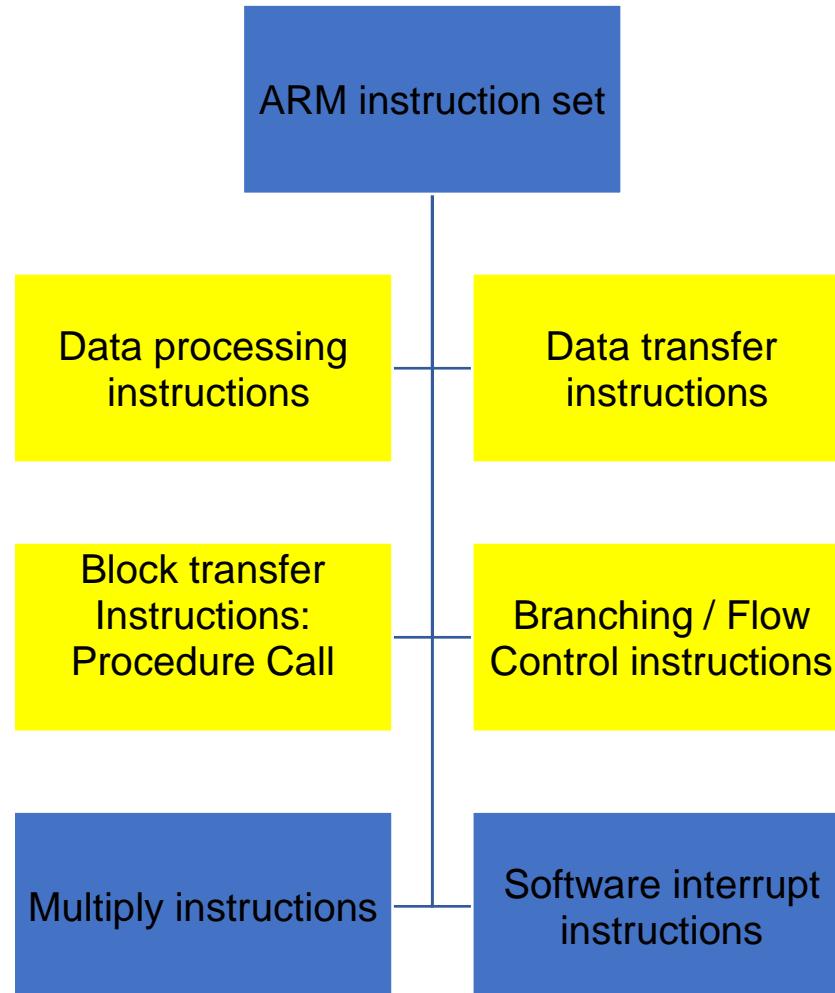 ARM instruction set
Data processing
instructions
Data transfer
instructions
Block transfer
Instructions:
Procedure Call
Branching / Flow
Control instructions
Multiply instructions
Software interrupt
instructions